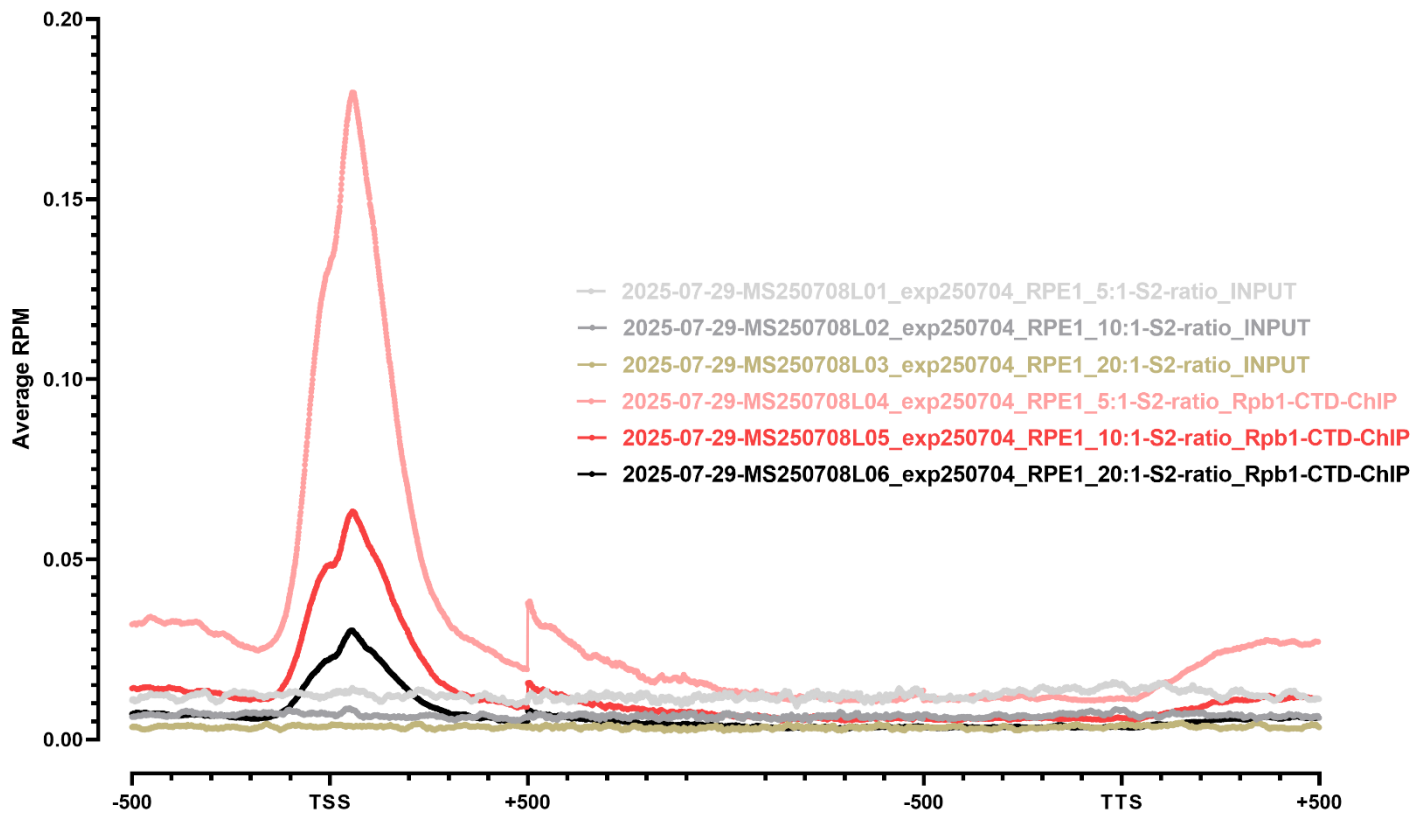 0.20
0.15
0.10
0.05
0.00
Average RPM
2025-07-29-MS250708L01_exp250704_RPE1_5:1-S2-ratio_INPUT
2025-07-29-MS250708L02_exp250704_RPE1_10:1-S2-ratio_INPUT
2025-07-29-MS250708L03_exp250704_RPE1_20:1-S2-ratio_INPUT
2025-07-29-MS250708L04_exp250704_RPE1_5:1-S2-ratio_Rpb1-CTD-ChIP
2025-07-29-MS250708L05_exp250704_RPE1_10:1-S2-ratio_Rpb1-CTD-ChIP
2025-07-29-MS250708L06_exp250704_RPE1_20:1-S2-ratio_Rpb1-CTD-ChIP
-500 TSS +500 -500 TTS +500